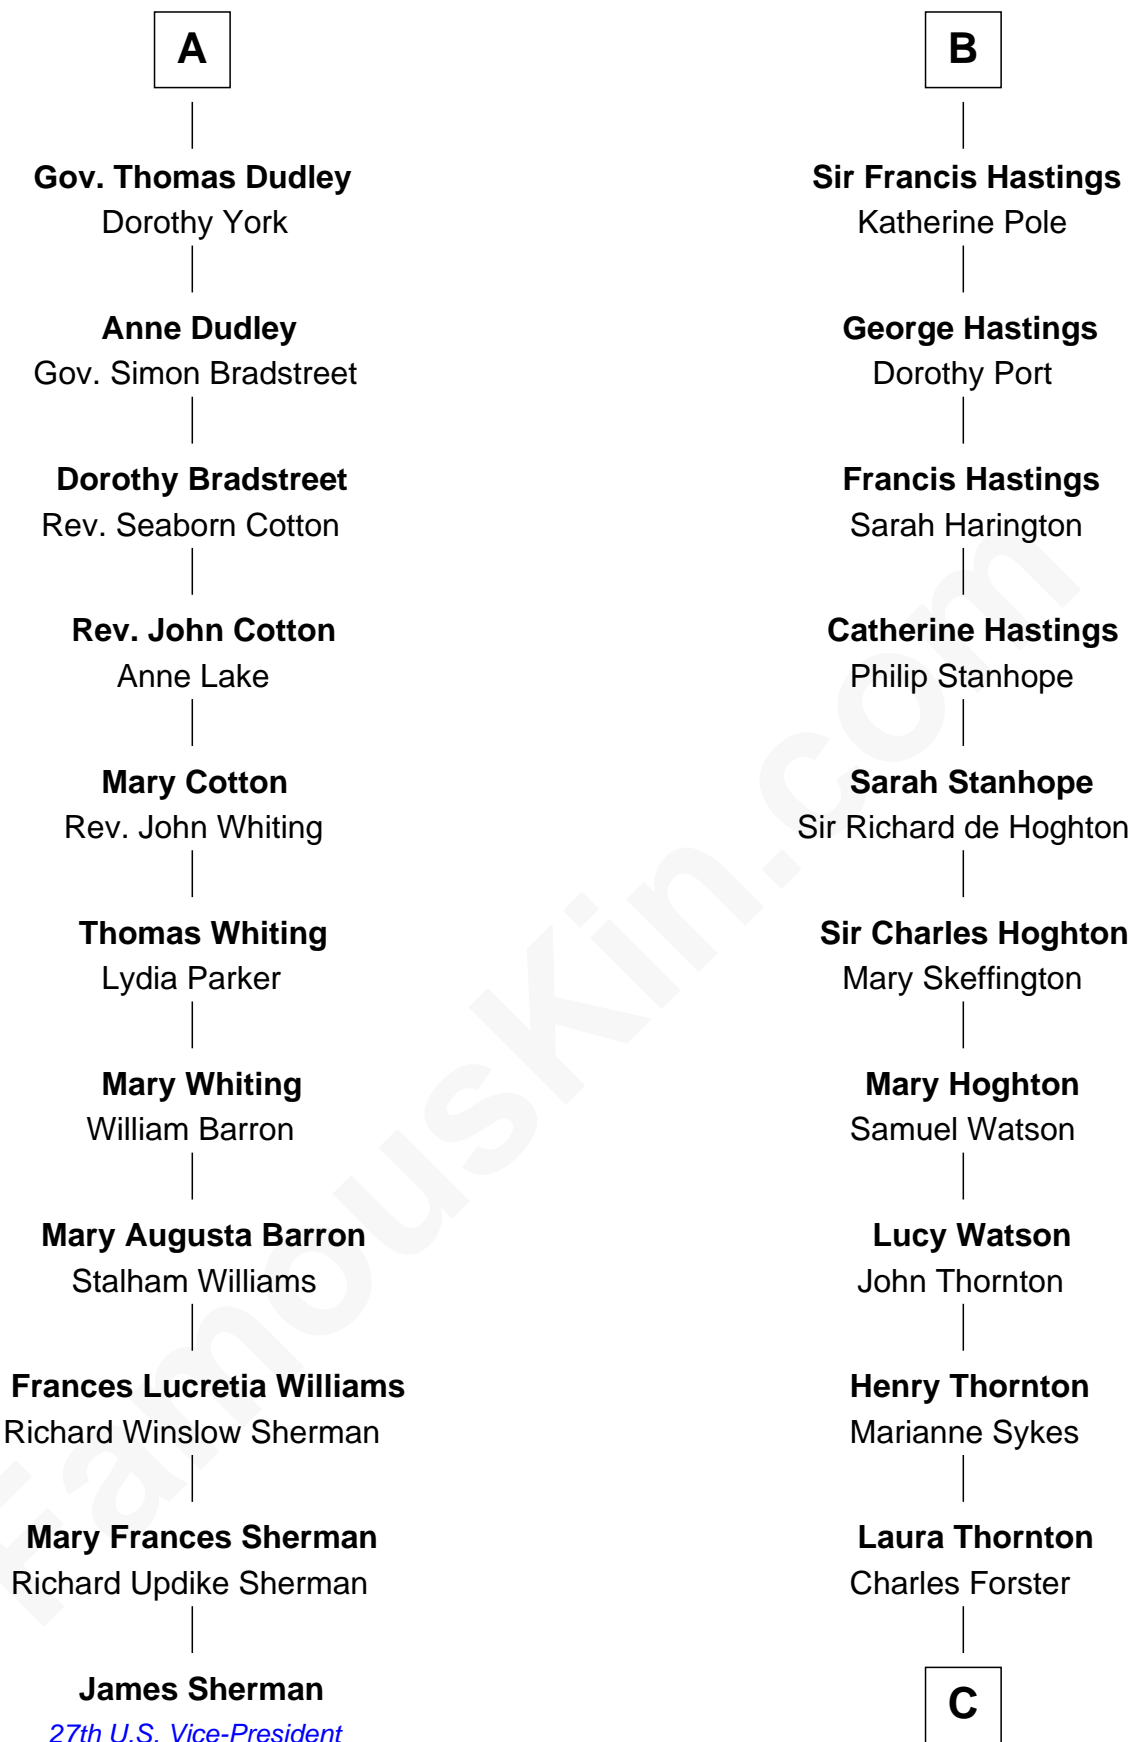 A
Gov. Thomas Dudley
Dorothy York
Anne Dudley
Gov. Simon Bradstreet
Dorothy Bradstreet
Rev. Seaborn Cotton
Rev. John Cotton
Anne Lake
Mary Cotton
Rev. John Whiting
Thomas Whiting
Lydia Parker
Mary Whiting
William Barron
Mary Augusta Barron
Stalham Williams
Frances Lucretia Williams
Richard Winslow Sherman
Mary Frances Sherman
Richard Updike Sherman
James Sherman
27th U.S. Vice-President
B
Sir Francis Hastings
Katherine Pole
George Hastings
Dorothy Port
Francis Hastings
Sarah Harington
Catherine Hastings
Philip Stanhope
Sarah Stanhope
Sir Richard de Hoghton
Sir Charles Hoghton
Mary Skeffington
Mary Hoghton
Samuel Watson
Lucy Watson
John Thornton
Henry Thornton
Marianne Sykes
Laura Thornton
Charles Forster
C
FamousKin.com